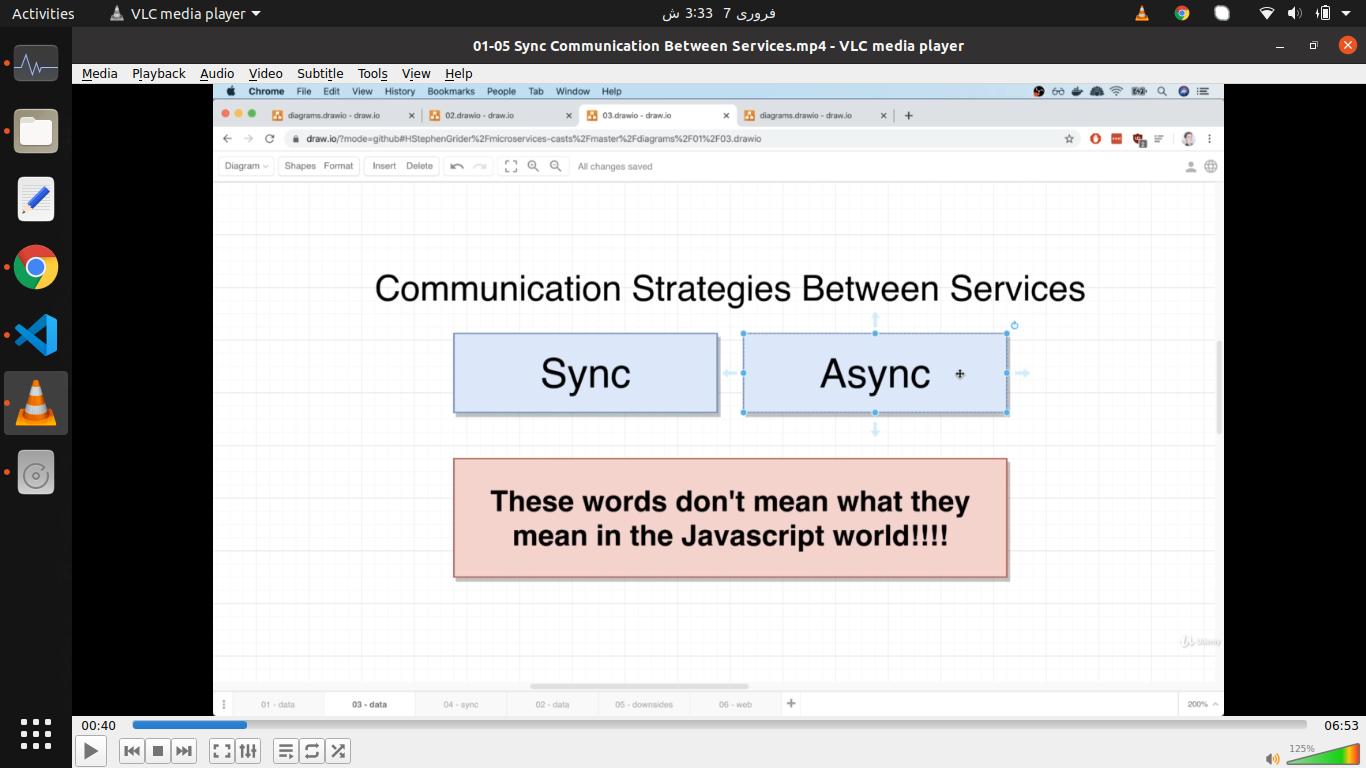 Activities
VLC media player
فروری 7 3:33 ش
01-05 Sync Communication Between Services.mp4 - VLC media player
Media Playback Audio Video Subtitle Tools View Help
Chrome File Edit View History Bookmarks People Tab Window Help
diagrams.drawio - draw.io
02.drawio - draw.io
03.drawio - draw.io
diagrams.drawio - draw.io
draw.io/?mode=github#HStephenGrider%2Fmicroservices-casts%2Fmaster%2Fdiagrams%2F01%2F03.drawio
Diagram Shapes Format Insert Delete All changes saved
Communication Strategies Between Services
Sync
Async
These words don't mean what they
mean in the Javascript world!!!!
Udemy
01 - data 03 - data 04 - sync 02 - data 05 - downsides 06 - web
200%
00:40
06:53
125%